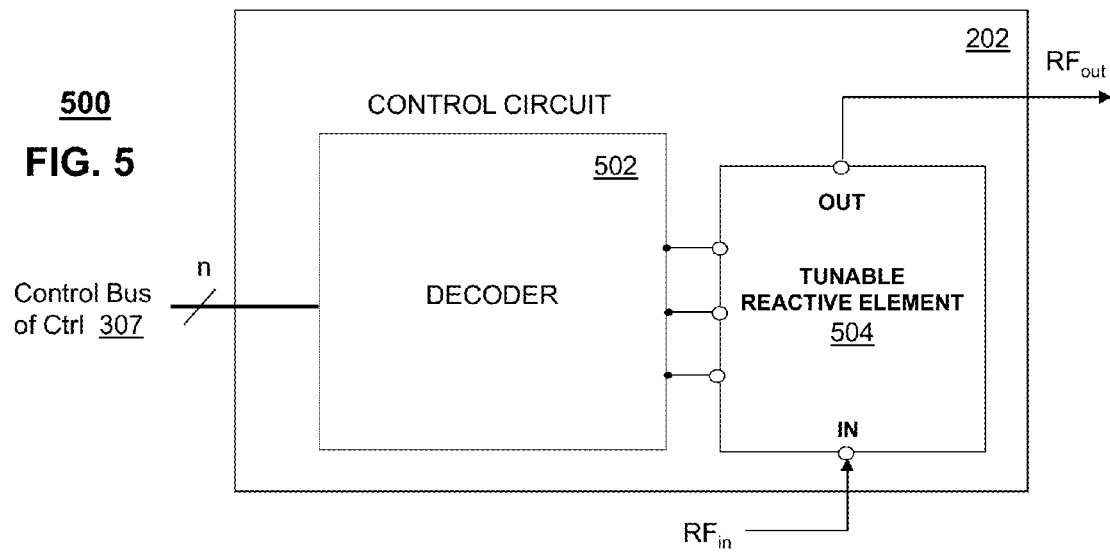 500
FIG. 5
202
RFout
CONTROL CIRCUIT
502
OUT
n
Control Bus
of Ctrl 307
DECODER
TUNABLE
REACTIVE ELEMENT
504
IN
RFin